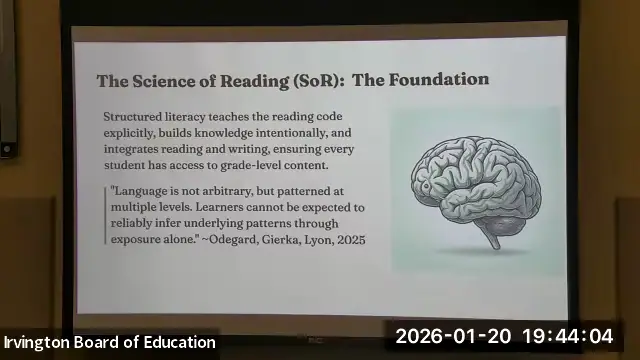 The Science of Reading (SoR): The Foundation
Structured literacy teaches the reading code
explicitly, builds knowledge intentionally, and
integrates reading and writing, ensuring every
student has access to grade-level content.
"Language is not arbitrary, but patterned at
multiple levels. Learners cannot be expected to
reliably infer underlying patterns through
exposure alone." ~Odegard, Gierka, Lyon, 2025
Irvington Board of Education
2026-01-20 19:44:04